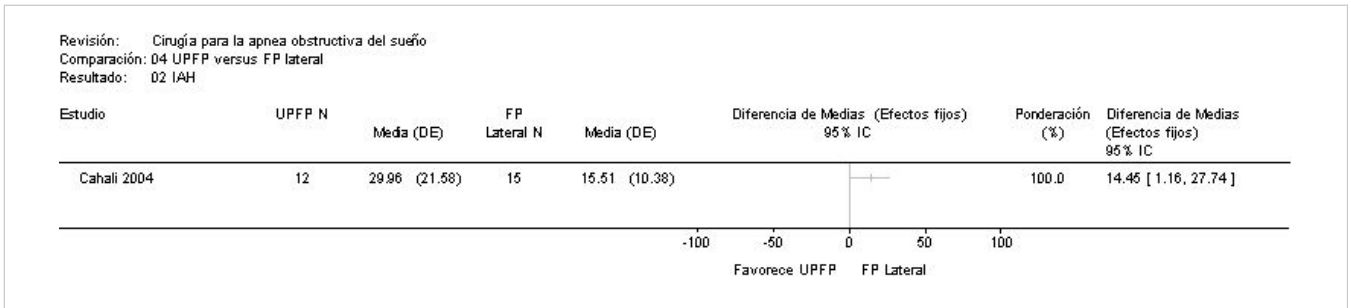 Revisión: Cirugía para la apnea obstructiva del sueño
Comparación: 04 UPFP versus FP lateral
Resultado: 02 IAH
Estudio UPFP N FP Diferencia de Medias (Efectos fijos) Ponderación Diferencia de Medias
Media (DE) Lateral N Media (DE) 95% IC (%) (Efectos fijos)
95% IC
Cahali 2004 12 29.96 (21.58) 15 15.51 (10.38) 100.0 14.45 [ 1.16, 27.74 ]
-100 -50 0 50 100
Favorece UPFP FP Lateral